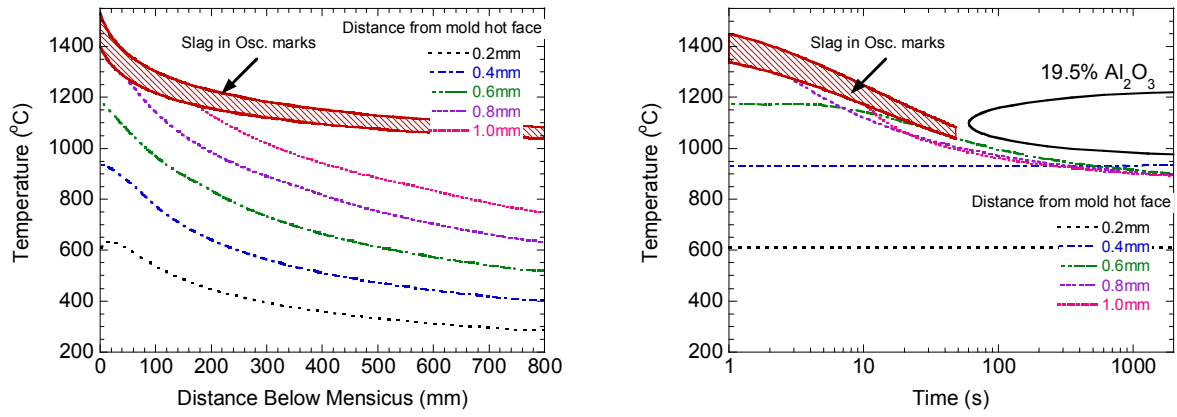 1400
1200
1000
800
600
400
200
Temperature (°C)
0 100 200 300 400 500 600 700 800
Distance Below Mensicus (mm)
Slag in Osc. marks
Distance from mold hot face
0.2mm
0.4mm
0.6mm
0.8mm
1.0mm
1400
1200
1000
800
600
400
200
Temperature (°C)
1 10 100 1000
Time (s)
Slag in Osc. marks
19.5% Al₂O₃
Distance from mold hot face
0.2mm
0.4mm
0.6mm
0.8mm
1.0mm